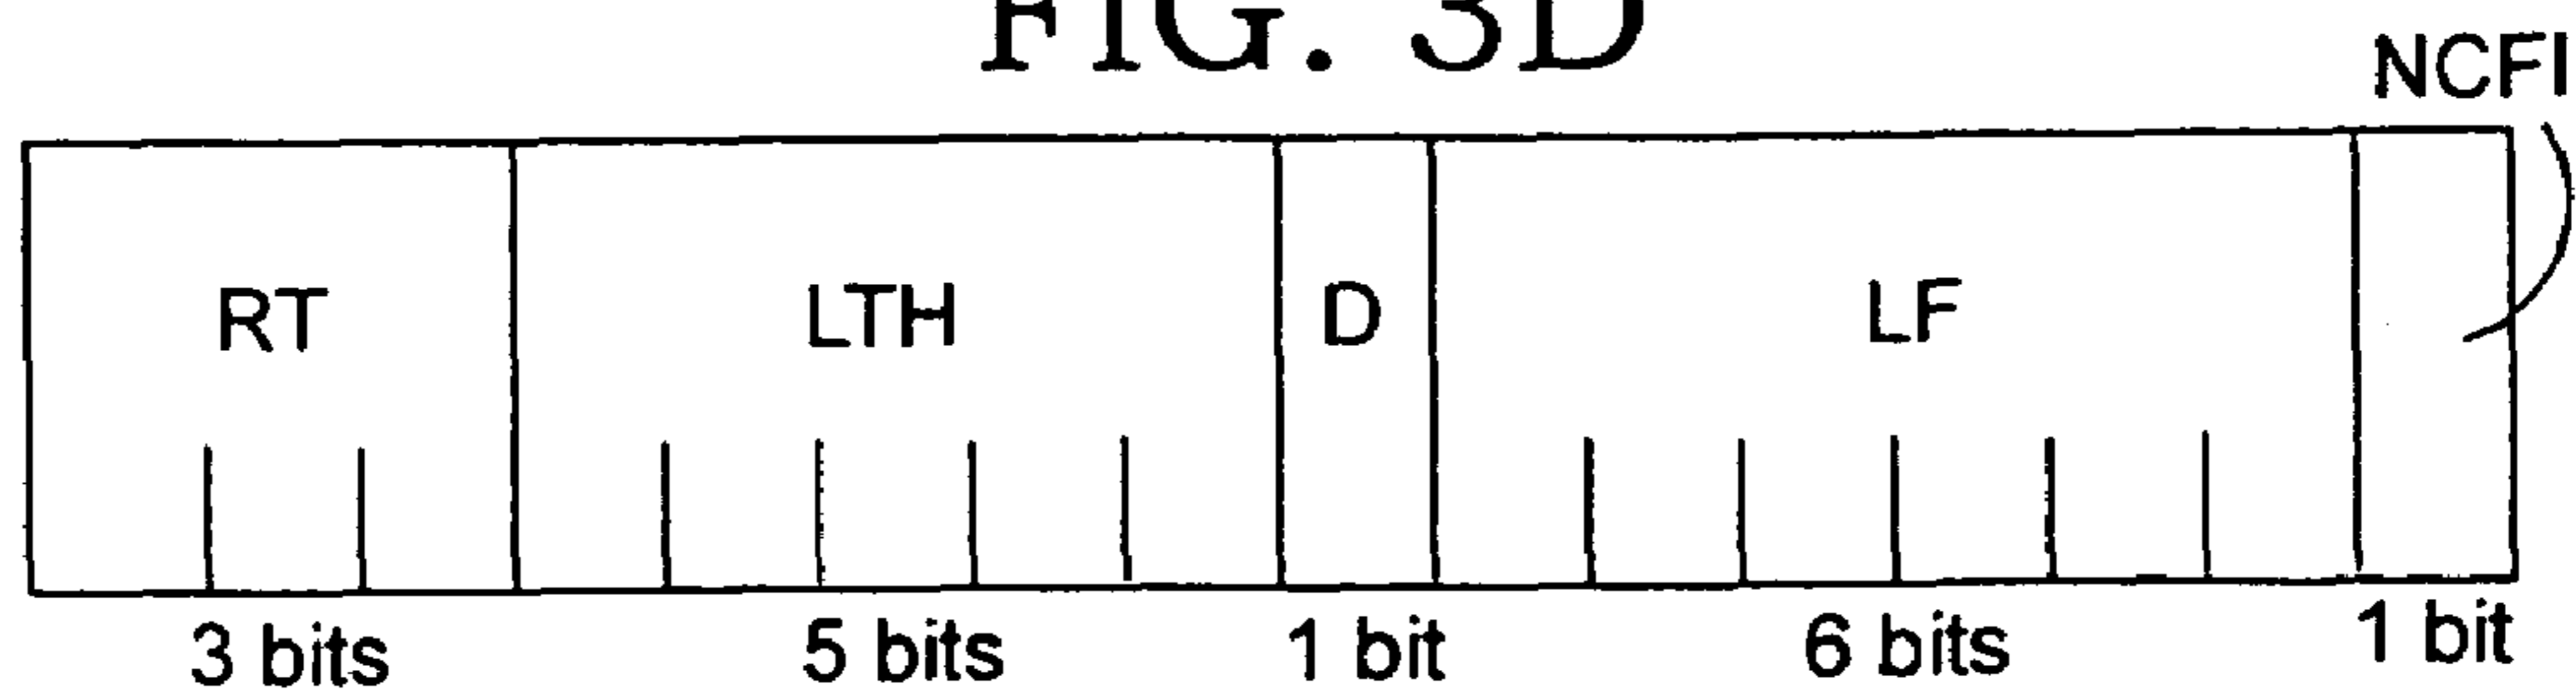 FIG. 3D
NCFI
RT LTH D LF
3 bits 5 bits 1 bit 6 bits 1 bit